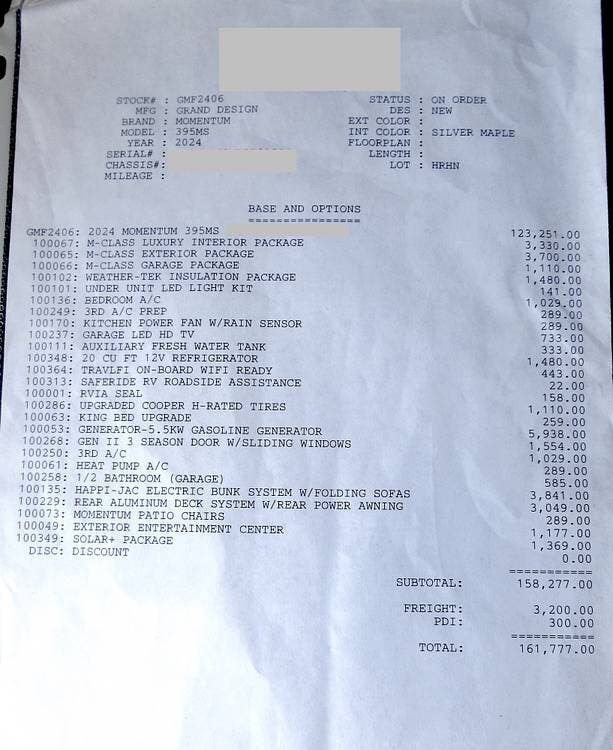 STOCK# : GMF2406 STATUS : ON ORDER
MFG : GRAND DESIGN DES : NEW
BRAND : MOMENTUM EXT COLOR :
MODEL : 395MS INT COLOR : SILVER MAPLE
YEAR : 2024 FLOORPLAN :
SERIAL# : LENGTH :
CHASSIS#: LOT : HRHN
MILEAGE :
BASE AND OPTIONS
================
GMF2406: 2024 MOMENTUM 395MS 123,251.00
100067: M-CLASS LUXURY INTERIOR PACKAGE 3,330.00
100065: M-CLASS EXTERIOR PACKAGE 3,700.00
100066: M-CLASS GARAGE PACKAGE 1,110.00
100102: WEATHER-TEK INSULATION PACKAGE 1,480.00
100101: UNDER UNIT LED LIGHT KIT 141.00
100136: BEDROOM A/C 1,029.00
100249: 3RD A/C PREP 289.00
100170: KITCHEN POWER FAN W/RAIN SENSOR 289.00
100237: GARAGE LED HD TV 733.00
100111: AUXILIARY FRESH WATER TANK 333.00
100348: 20 CU FT 12V REFRIGERATOR 1,480.00
100364: TRAVLFI ON-BOARD WIFI READY 443.00
100313: SAFERIDE RV ROADSIDE ASSISTANCE 22.00
100001: RVIA SEAL 158.00
100286: UPGRADED COOPER H-RATED TIRES 1,110.00
100063: KING BED UPGRADE 259.00
100053: GENERATOR-5.5KW GASOLINE GENERATOR 5,938.00
100268: GEN II 3 SEASON DOOR W/SLIDING WINDOWS 1,554.00
100250: 3RD A/C 1,029.00
100061: HEAT PUMP A/C 289.00
100258: 1/2 BATHROOM (GARAGE) 585.00
100135: HAPPI-JAC ELECTRIC BUNK SYSTEM W/FOLDING SOFAS 3,841.00
100229: REAR ALUMINUM DECK SYSTEM W/REAR POWER AWNING 3,049.00
100073: MOMENTUM PATIO CHAIRS 289.00
100049: EXTERIOR ENTERTAINMENT CENTER 1,177.00
100349: SOLAR+ PACKAGE 1,369.00
DISC: DISCOUNT 0.00
===========
SUBTOTAL: 158,277.00
FREIGHT: 3,200.00
PDI: 300.00
===========
TOTAL: 161,777.00